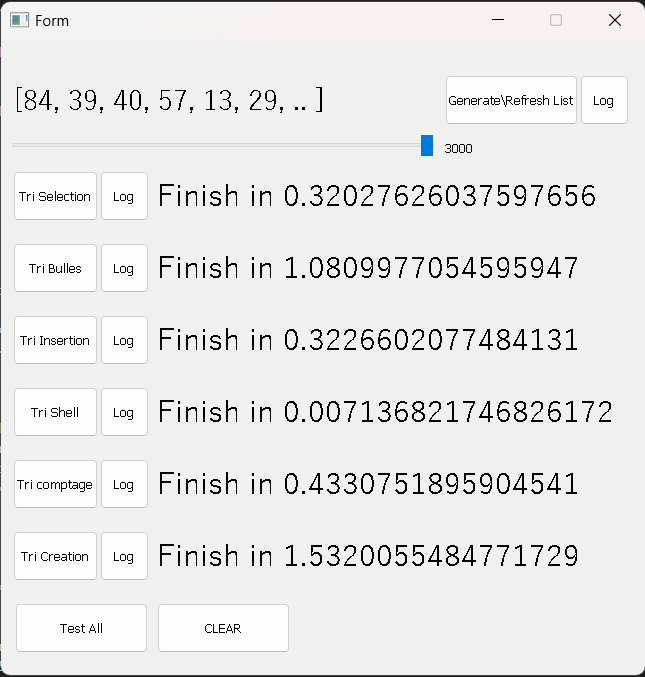 Form
[84, 39, 40, 57, 13, 29, .. ] Generate\Refresh List Log
3000
Tri Selection Log Finish in 0.32027626037597656
Tri Bulles Log Finish in 1.0809977054595947
Tri Insertion Log Finish in 0.3226602077484131
Tri Shell Log Finish in 0.007136821746826172
Tri comptage Log Finish in 0.4330751895904541
Tri Creation Log Finish in 1.5320055484771729
Test All CLEAR